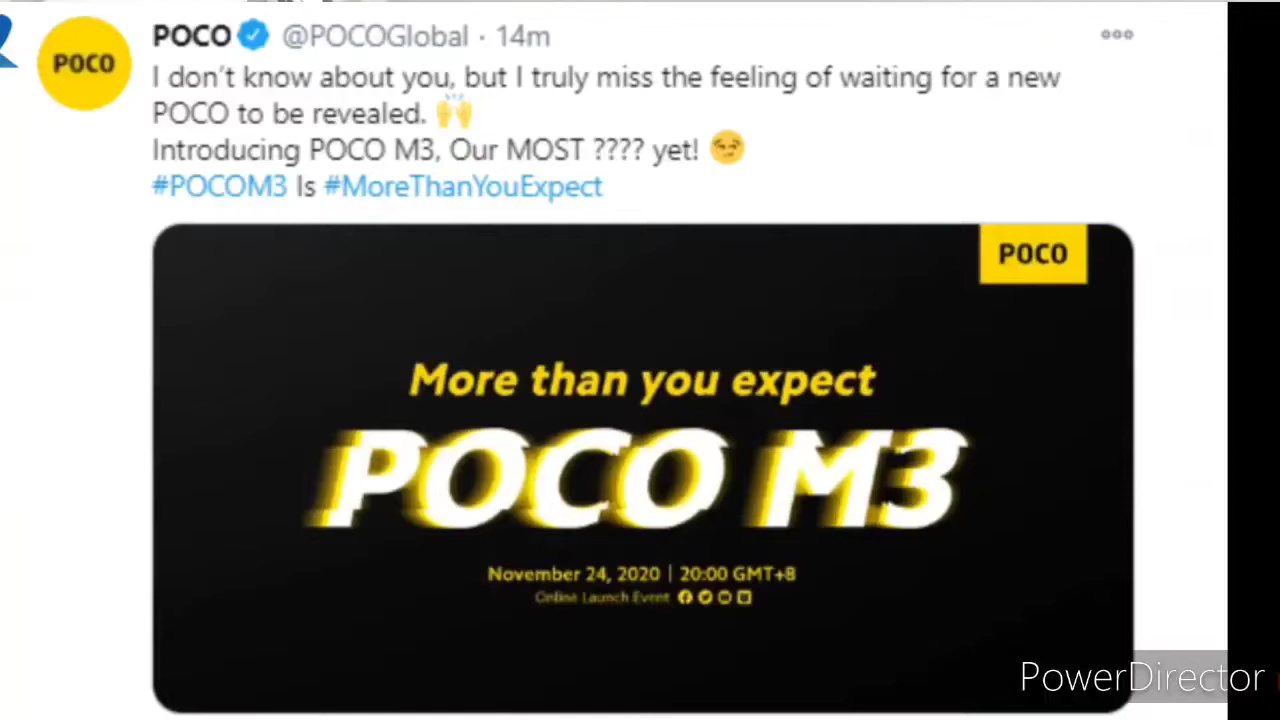 POCO @POCOGlobal · 14m
POCO
I don't know about you, but I truly miss the feeling of waiting for a new
POCO to be revealed. 🙌
Introducing POCO M3, Our MOST ???? yet! 😏
#POCOM3 Is #MoreThanYouExpect
POCO
More than you expect
POCO M3
November 24, 2020 | 20:00 GMT+8
Online Launch Event
PowerDirector